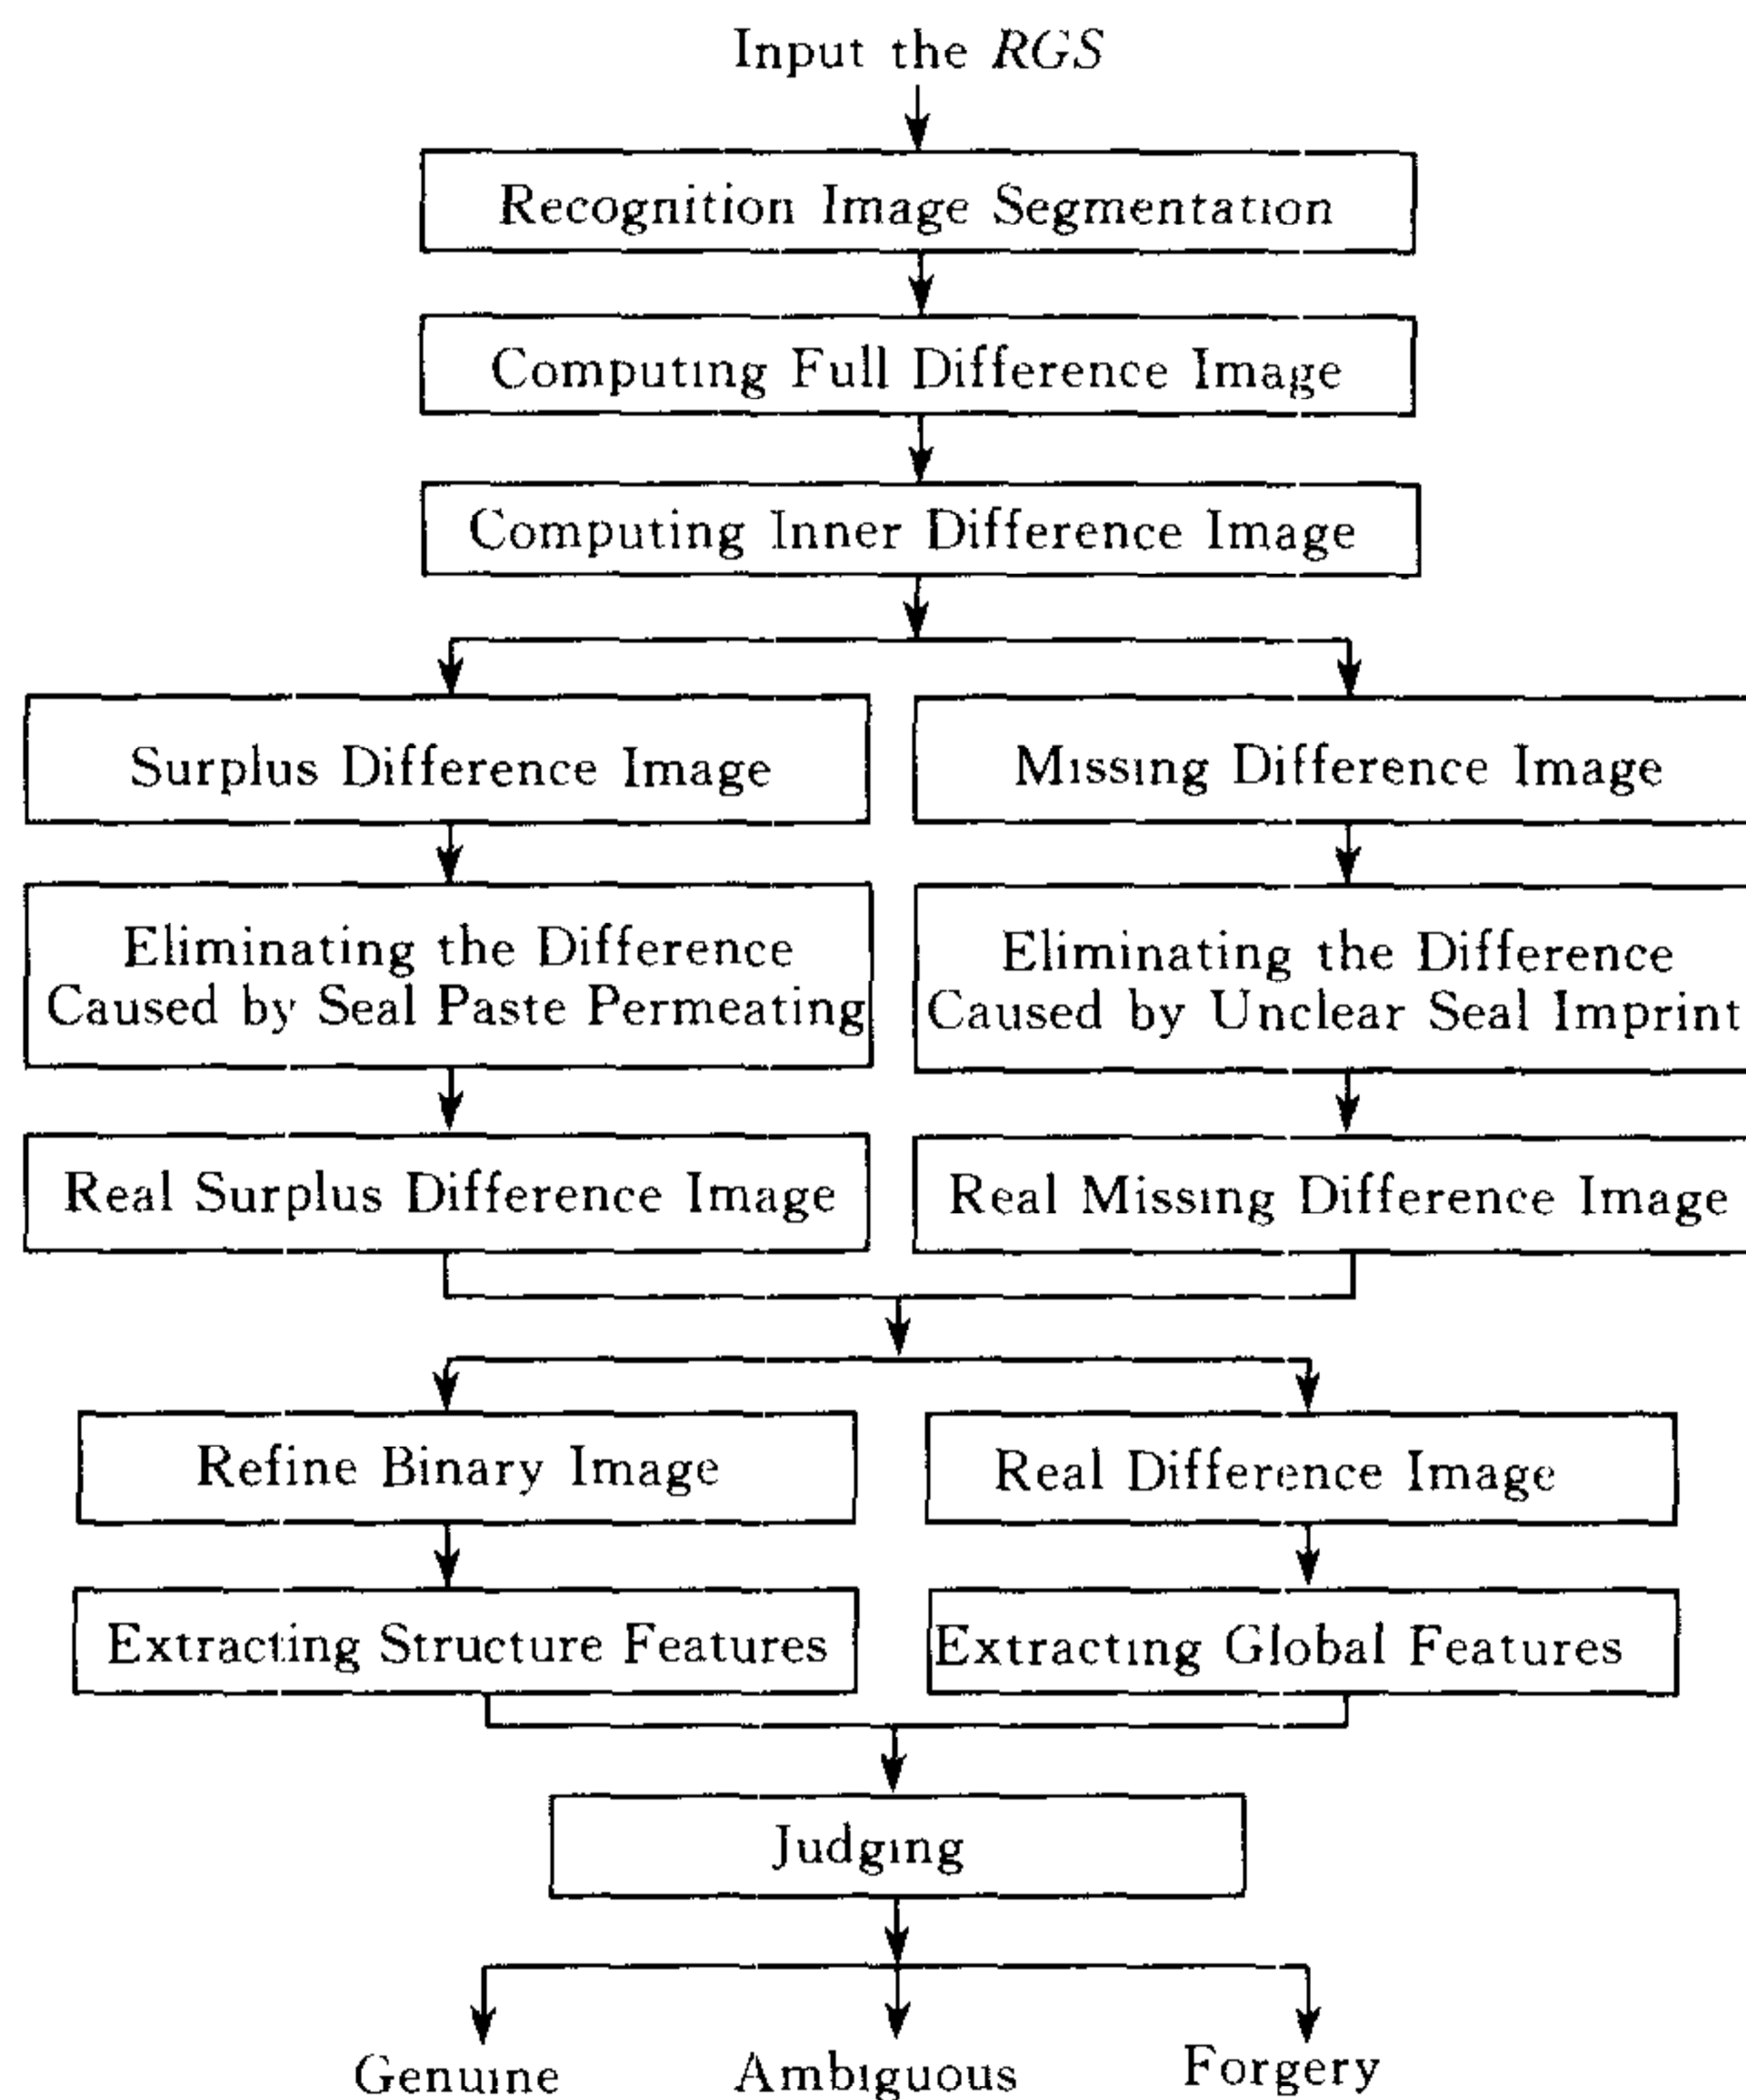 Input the RGS
Recognition Image Segmentation
Computing Full Difference Image
Computing Inner Difference Image
Surplus Difference Image
Missing Difference Image
Eliminating the Difference
Caused by Seal Paste Permeating
Eliminating the Difference
Caused by Unclear Seal Imprint
Real Surplus Difference Image
Real Missing Difference Image
Refine Binary Image
Real Difference Image
Extracting Structure Features
Extracting Global Features
Judging
Genuine
Ambiguous
Forgery